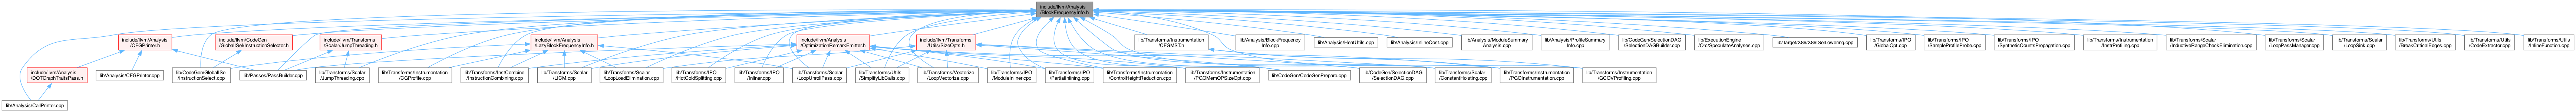 include/llvm/Analysis
/BlockFrequencyInfo.h
include/llvm/Analysis
/CFGPrinter.h
include/llvm/CodeGen
/GlobalISel/InstructionSelector.h
include/llvm/Transforms
/Scalar/JumpThreading.h
include/llvm/Analysis
/LazyBlockFrequencyInfo.h
include/llvm/Analysis
/OptimizationRemarkEmitter.h
include/llvm/Transforms
/Utils/SizeOpts.h
lib/Transforms/Instrumentation
/CFGMST.h
lib/Analysis/BlockFrequency
Info.cpp
lib/Analysis/HeatUtils.cpp
lib/Analysis/InlineCost.cpp
lib/Analysis/ModuleSummary
Analysis.cpp
lib/Analysis/ProfileSummary
Info.cpp
lib/CodeGen/SelectionDAG
/SelectionDAGBuilder.cpp
lib/ExecutionEngine
/Orc/SpeculateAnalyses.cpp
lib/Target/X86/X86ISelLowering.cpp
lib/Transforms/IPO
/GlobalOpt.cpp
lib/Transforms/IPO
/SampleProfileProbe.cpp
lib/Transforms/IPO
/SyntheticCountsPropagation.cpp
lib/Transforms/Instrumentation
/InstrProfiling.cpp
lib/Transforms/Scalar
/InductiveRangeCheckElimination.cpp
lib/Transforms/Scalar
/LoopPassManager.cpp
lib/Transforms/Scalar
/LoopSink.cpp
lib/Transforms/Utils
/BreakCriticalEdges.cpp
lib/Transforms/Utils
/CodeExtractor.cpp
lib/Transforms/Utils
/InlineFunction.cpp
include/llvm/Analysis
/DOTGraphTraitsPass.h
lib/Analysis/CFGPrinter.cpp
lib/CodeGen/GlobalISel
/InstructionSelect.cpp
lib/Passes/PassBuilder.cpp
lib/Transforms/Scalar
/JumpThreading.cpp
lib/Transforms/Instrumentation
/CGProfile.cpp
lib/Transforms/InstCombine
/InstructionCombining.cpp
lib/Transforms/Scalar
/LICM.cpp
lib/Transforms/Scalar
/LoopLoadElimination.cpp
lib/Transforms/IPO
/HotColdSplitting.cpp
lib/Transforms/IPO
/Inliner.cpp
lib/Transforms/Scalar
/LoopUnrollPass.cpp
lib/Transforms/Utils
/SimplifyLibCalls.cpp
lib/Transforms/Vectorize
/LoopVectorize.cpp
lib/Transforms/IPO
/ModuleInliner.cpp
lib/Transforms/IPO
/PartialInlining.cpp
lib/Transforms/Instrumentation
/ControlHeightReduction.cpp
lib/Transforms/Instrumentation
/PGOMemOPSizeOpt.cpp
lib/CodeGen/CodeGenPrepare.cpp
lib/CodeGen/SelectionDAG
/SelectionDAG.cpp
lib/Transforms/Scalar
/ConstantHoisting.cpp
lib/Transforms/Instrumentation
/PGOInstrumentation.cpp
lib/Transforms/Instrumentation
/GCOVProfiling.cpp
lib/Analysis/CallPrinter.cpp